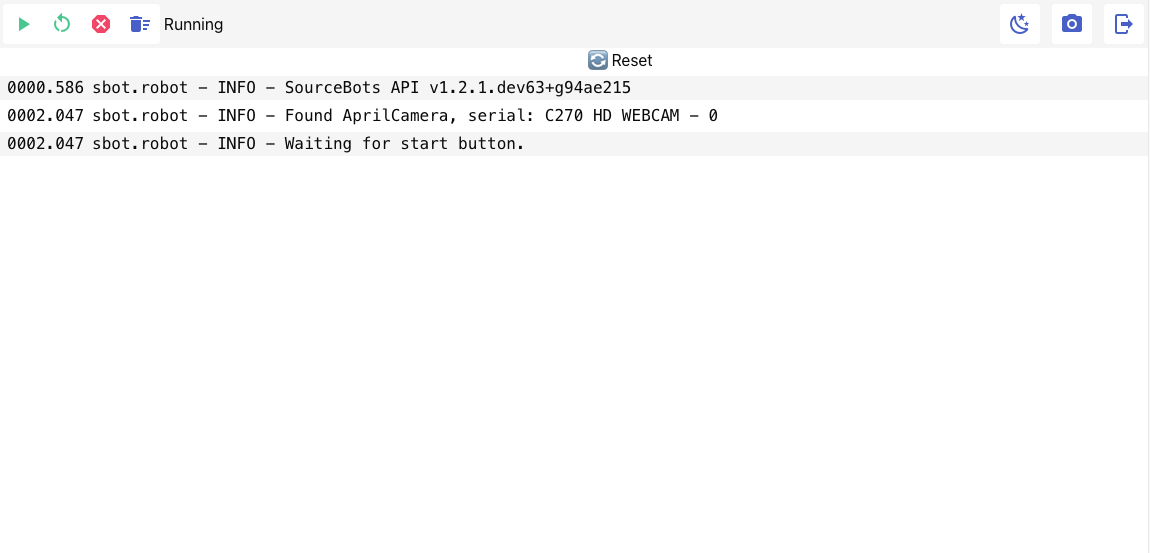 Running
Reset
0000.586 sbot.robot - INFO - SourceBots API v1.2.1.dev63+g94ae215
0002.047 sbot.robot - INFO - Found AprilCamera, serial: C270 HD WEBCAM - 0
0002.047 sbot.robot - INFO - Waiting for start button.